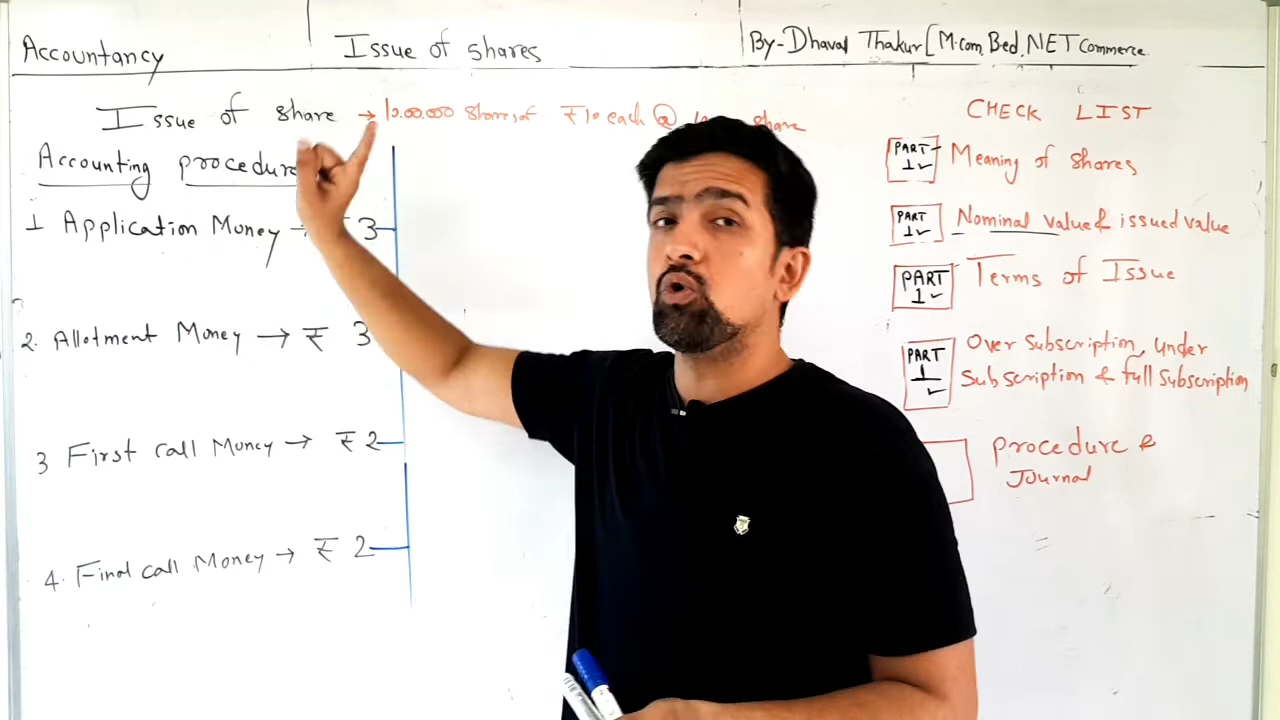 Accountancy
Issue of shares
By-Dhaval Thakur [M.com, Bed, NET Commerce.
Issue of share → 10,00,000 shares of ₹10 each @ share
Accounting procedure
1 Application Money → ₹ 3
2. Allotment Money → ₹ 3
3 First call Money → ₹ 2
4. Final call Money → ₹ 2
CHECK LIST
PART 1 ✓ Meaning of shares
PART 1 ✓ Nominal value & issued value
PART 1 ✓ Terms of Issue
PART 1 ✓ Over Subscription, Under
Subscription & full Subscription
procedure &
Journal